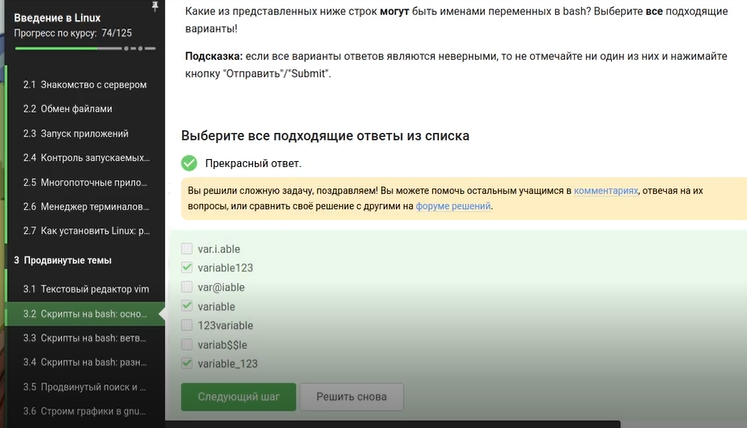 Введение в Linux
Прогресс по курсу: 74/125
2.1 Знакомство с сервером
2.2 Обмен файлами
2.3 Запуск приложений
2.4 Контроль запускаемых...
2.5 Многопоточные прило...
2.6 Менеджер терминалов...
2.7 Как установить Linux: р...
3 Продвинутые темы
3.1 Текстовый редактор vim
3.2 Скрипты на bash: осно...
3.3 Скрипты на bash: ветв...
3.4 Скрипты на bash: разн...
3.5 Продвинутый поиск и ...
3.6 Строим графики в gnu...
Какие из представленных ниже строк могут быть именами переменных в bash? Выберите все подходящие
варианты!
Подсказка: если все варианты ответов являются неверными, то не отмечайте ни один из них и нажимайте
кнопку "Отправить"/"Submit".
Выберите все подходящие ответы из списка
Прекрасный ответ.
Вы решили сложную задачу, поздравляем! Вы можете помочь остальным учащимся в комментариях, отвечая на их
вопросы, или сравнить своё решение с другими на форуме решений.
var.i.able
variable123
var@iable
variable
123variable
variab$$le
variable_123
Следующий шаг
Решить снова